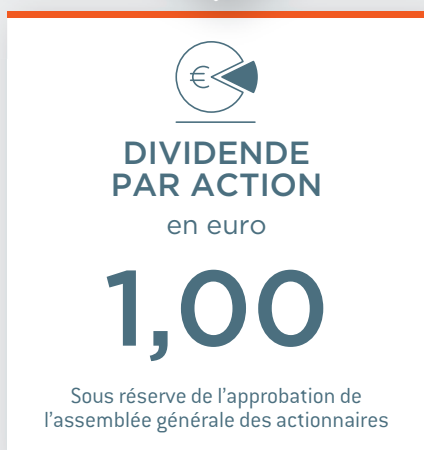 €
DIVIDENDE
PAR ACTION
en euro
1,00
Sous réserve de l’approbation de
l’assemblée générale des actionnaires